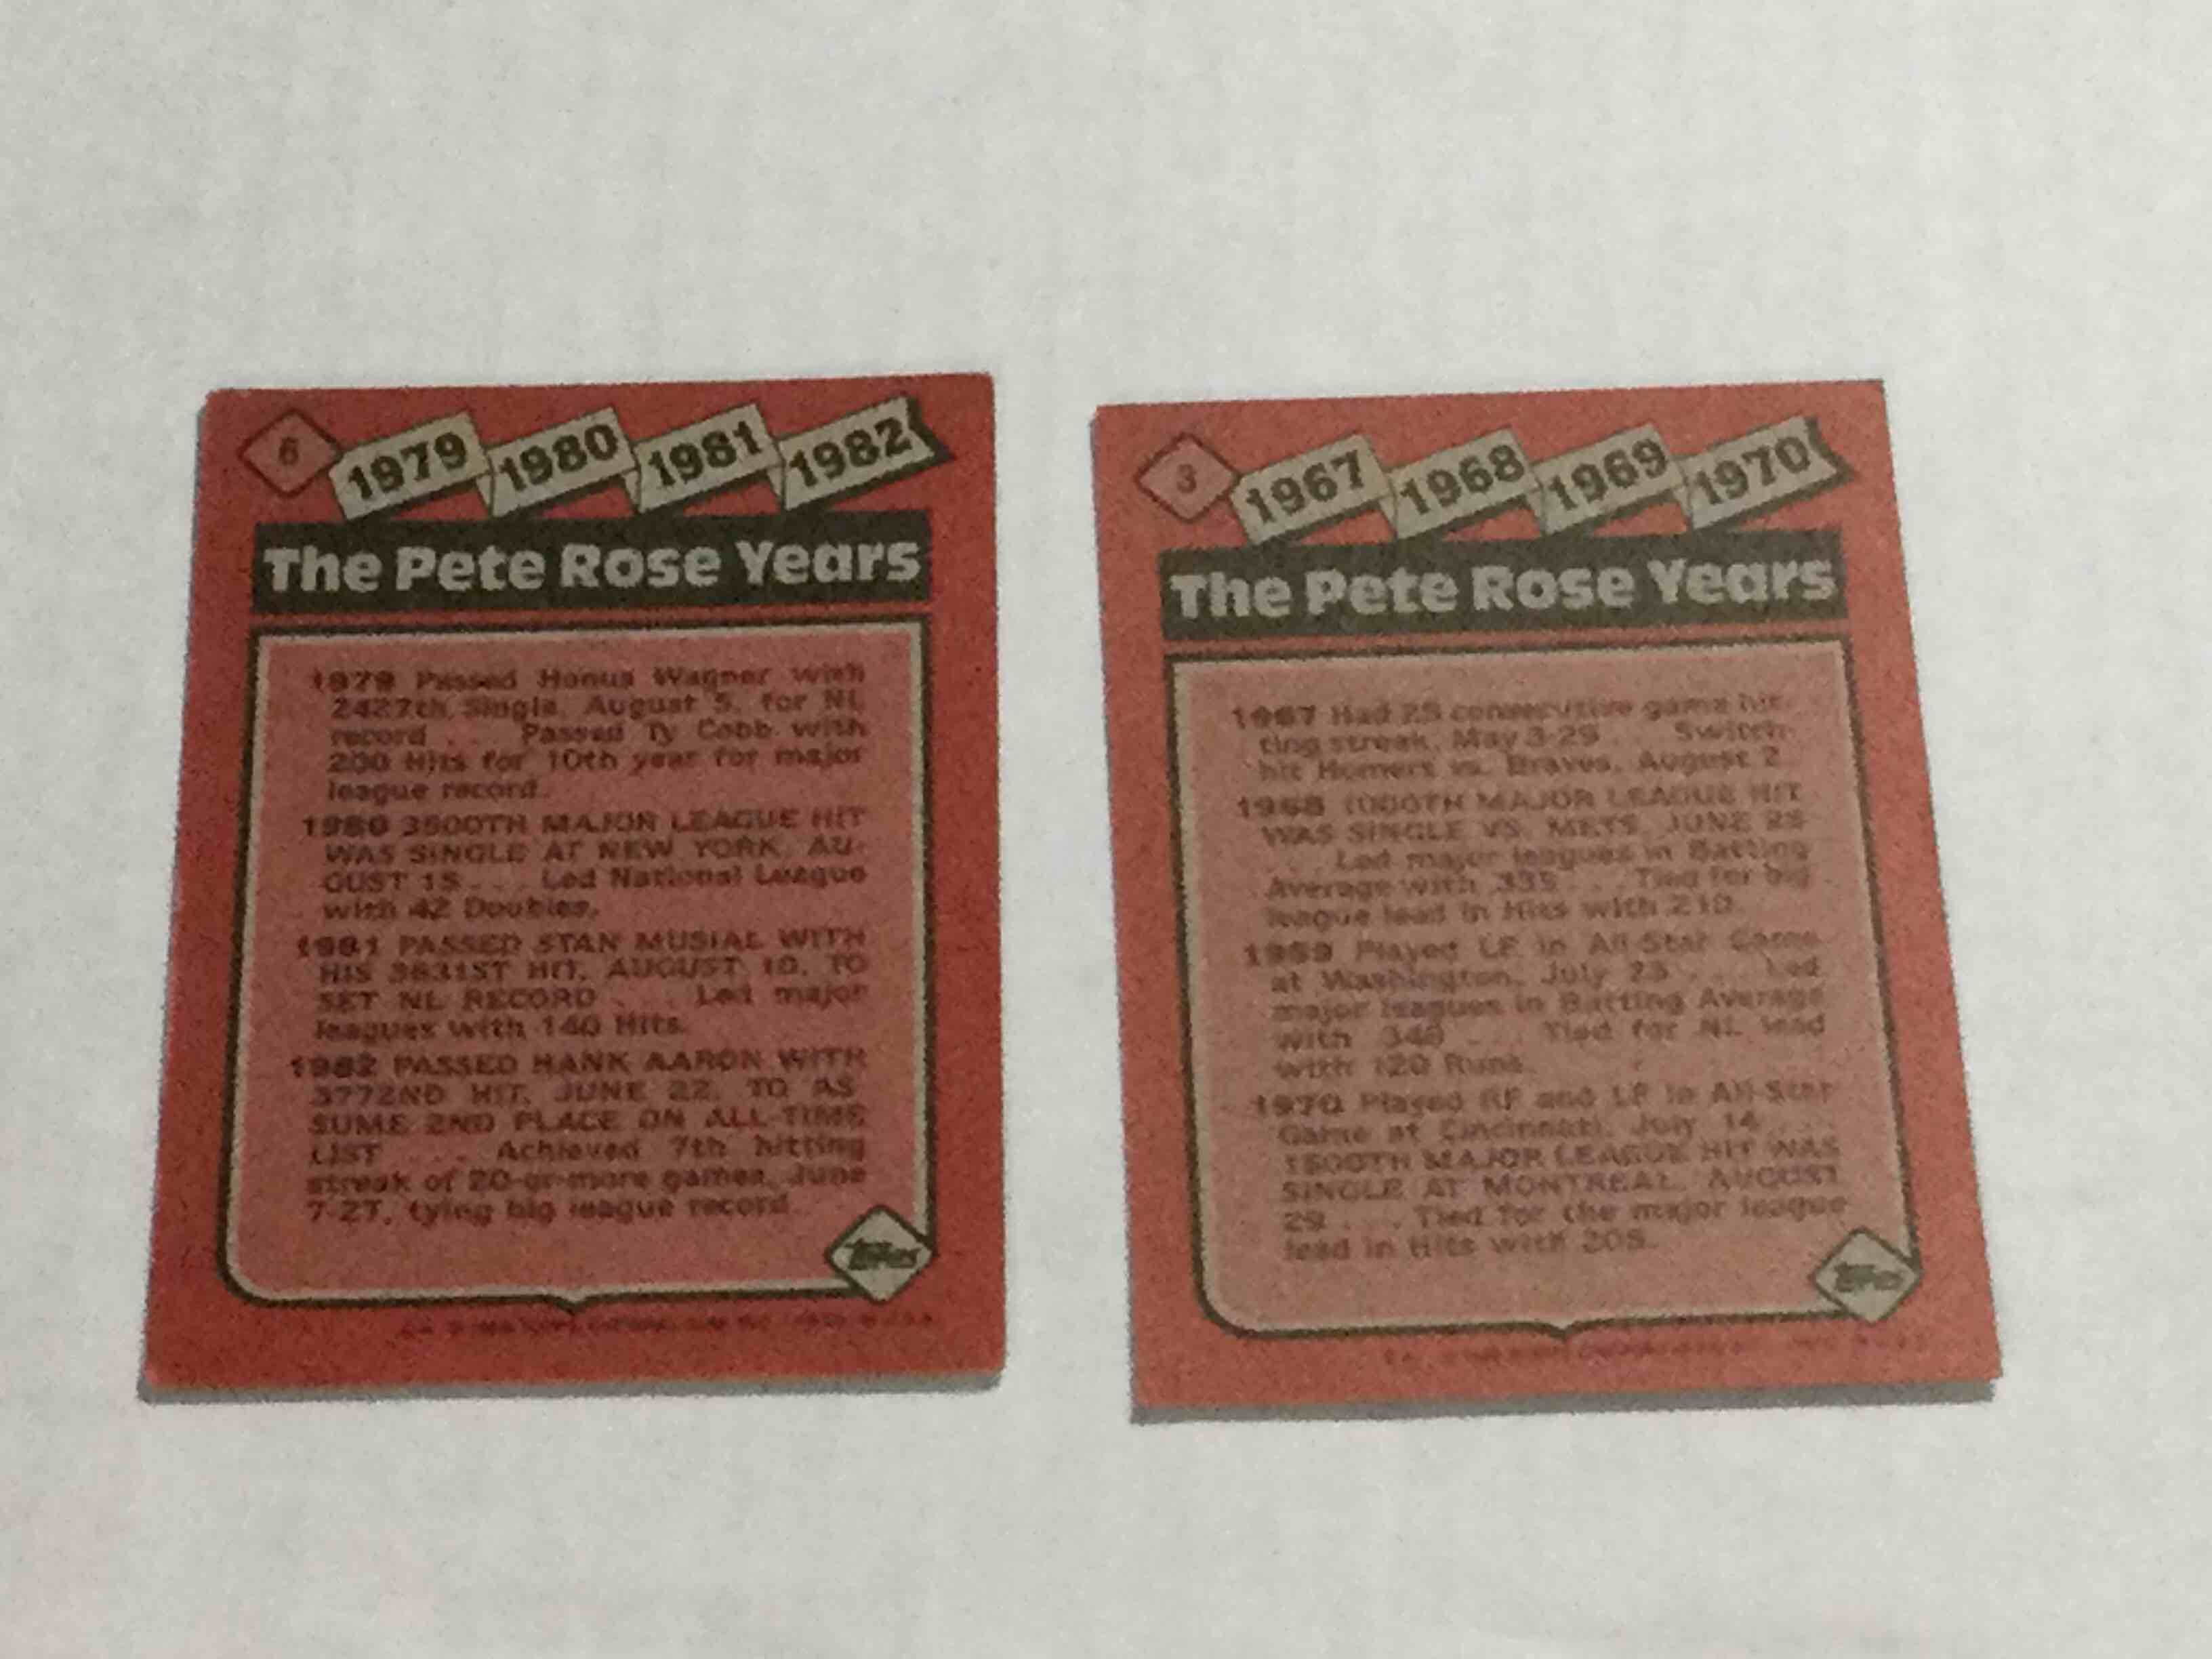 6
1979 1980 1981 1982
The Pete Rose Years
1979 Passed Honus Wagner with
2427th Single, August 5, for NL
record . . . Passed Ty Cobb with
200 Hits for 10th year for major
league record.
1980 3500TH MAJOR LEAGUE HIT
WAS SINGLE AT NEW YORK, AU-
GUST 15 . . . Led National League
with 42 Doubles.
1981 PASSED STAN MUSIAL WITH
HIS 3631ST HIT, AUGUST 10, TO
SET NL RECORD . . . Led major
leagues with 140 Hits.
1982 PASSED HANK AARON WITH
3772ND HIT, JUNE 22, TO AS-
SUME 2ND PLACE ON ALL-TIME
LIST . . . Achieved 7th hitting
streak of 20-or-more games, June
7-27, tying big league record.
Topps
3
1967 1968 1969 1970
The Pete Rose Years
1967 Had 25 consecutive game hit-
ting streak, May 3-29 . . . Switch-
hit Homers vs. Braves, August 2.
1968 1000TH MAJOR LEAGUE HIT
WAS SINGLE VS. METS, JUNE
. . . Led major leagues in Batting
Average with .335 . . . Tied for big
league lead in Hits with 210.
1969 Played LF in All-Star Game
at Washington, July 23 . . . Led
major leagues in Batting Average
with .348 . . . Tied for NL lead
with 120 Runs.
1970 Played RF and LF in All-Star
Game at Cincinnati, July 14 . . .
1500TH MAJOR LEAGUE HIT WAS
SINGLE AT MONTREAL, AUGUST
29 . . . Tied for the major league
lead in Hits with 205.
Topps